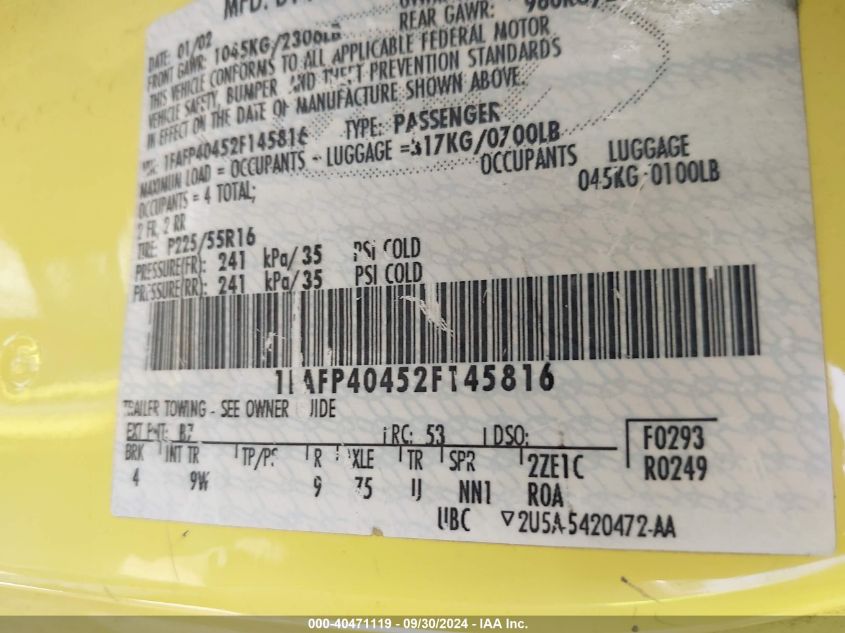 MFD. BY
REAR GAWR:
DATE: 01/02
FRONT GAWR: 1045KG/2300LB
THIS VEHICLE CONFORMS TO ALL APPLICABLE FEDERAL MOTOR
VEHICLE SAFETY, BUMPER AND THEFT PREVENTION STANDARDS
IN EFFECT ON THE DATE OF MANUFACTURE SHOWN ABOVE.
1FAFP40452F145816 TYPE: PASSENGER
MAXIMUM LOAD = OCCUPANTS + LUGGAGE = 317KG/0700LB
OCCUPANTS = 4 TOTAL; OCCUPANTS LUGGAGE
2 FR, 2 RR 045KG 0100LB
TIRE: P225/55R16
PRESSURE(FR): 241 kPa/ 35 PSI COLD
PRESSURE(RR): 241 kPa/ 35 PSI COLD
1FAFP40452F145816
TRAILER TOWING - SEE OWNER GUIDE
EXT PNT: B7 RC: 53 DSO: F0293
BRK INT TR TP/PS R AXLE TR SPR 2ZE1C R0249
4 9W 9 75 U NN1 ROA
UBC ▽2U5A-5420472-AA
000-40471119 - 09/30/2024 - IAA Inc.